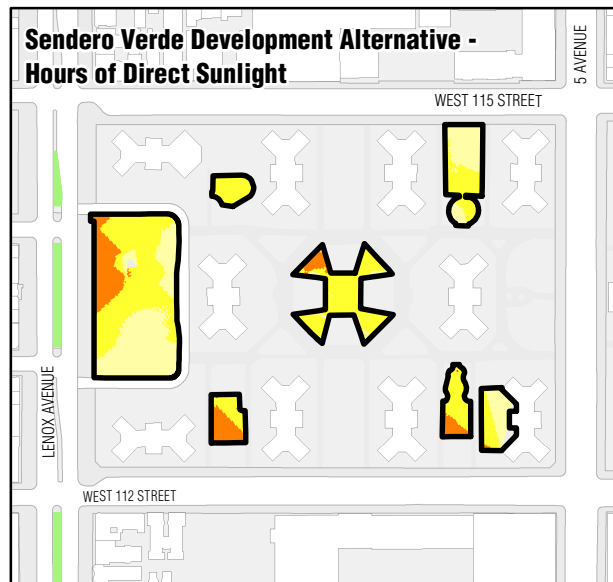 Sendero Verde Development Alternative -
Hours of Direct Sunlight
5 AVENUE
WEST 115 STREET
LENOX AVENUE
WEST 112 STREET